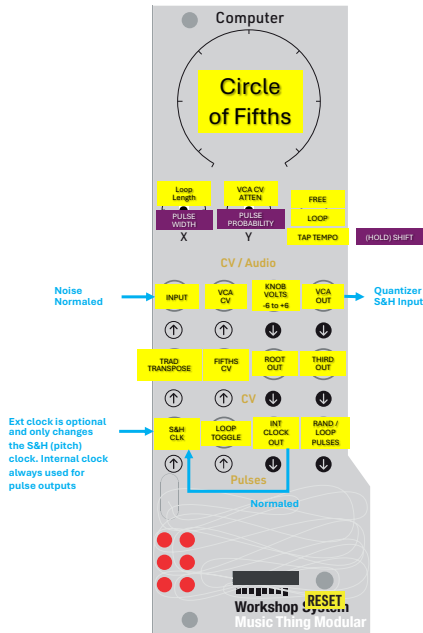 Computer
Circle
of Fifths
Loop
Length
VCA CV
ATTEN
FREE
PULSE
WIDTH
PULSE
PROBABILITY
LOOP
X
Y
TAP TEMPO
(HOLD) SHIFT
CV / Audio
Noise
Normaled
INPUT
VCA
CV
KNOB
VOLTS
-6 to +6
VCA
OUT
Quantizer
S&H Input
TRAD
TRANSPOSE
FIFTHS
CV
ROOT
OUT
THIRD
OUT
CV
Ext clock is optional
and only changes
the S&H (pitch)
clock. Internal clock
always used for
pulse outputs
S&H
CLK
LOOP
TOGGLE
INT
CLOCK
OUT
RAND /
LOOP
PULSES
Pulses
Normaled
RESET
Workshop System
Music Thing Modular